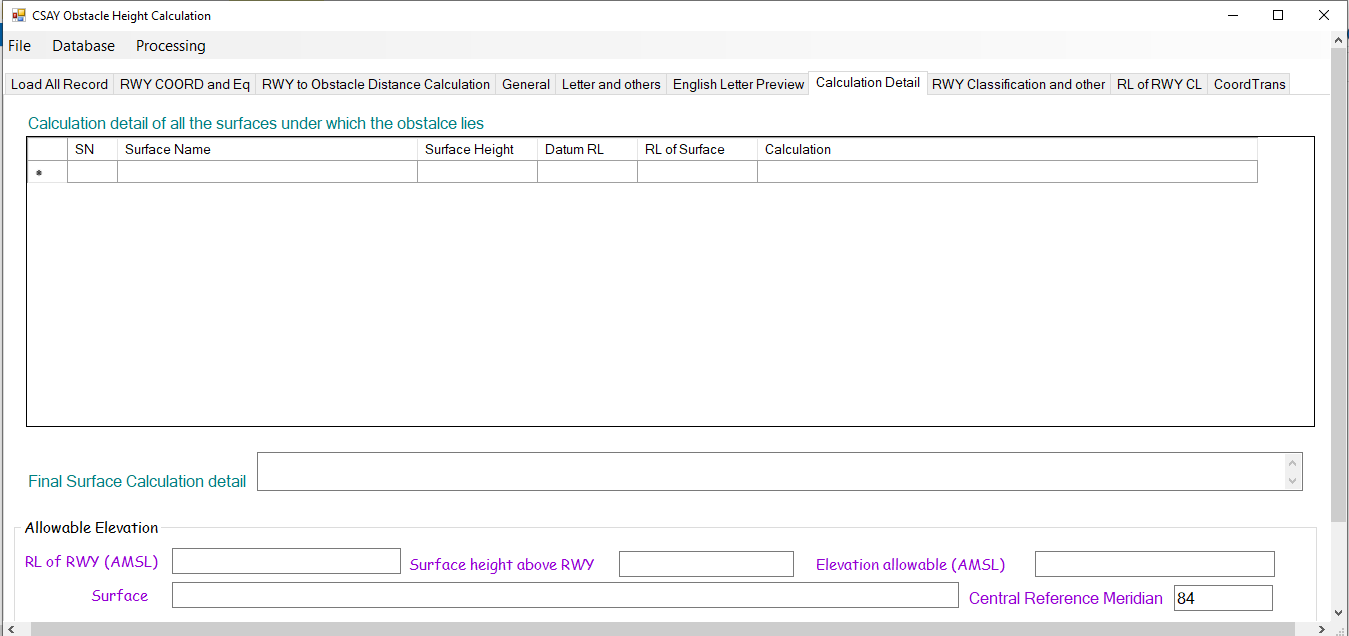 CSAY Obstacle Height Calculation
File Database Processing
Load All Record RWY COORD and Eq RWY to Obstacle Distance Calculation General Letter and others English Letter Preview Calculation Detail RWY Classification and other RL of RWY CL CoordTrans
Calculation detail of all the surfaces under which the obstalce lies
SN Surface Name Surface Height Datum RL RL of Surface Calculation
Final Surface Calculation detail
Allowable Elevation
RL of RWY (AMSL) Surface height above RWY Elevation allowable (AMSL)
Surface Central Reference Meridian 84